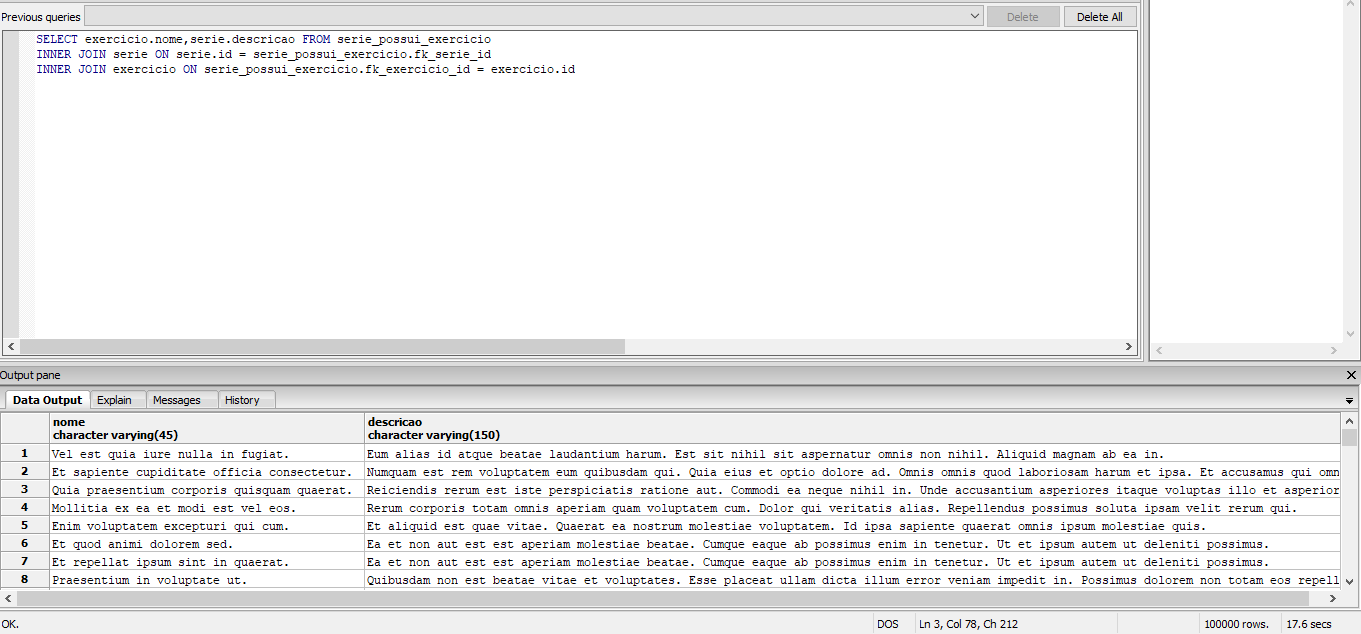 Previous queries
Delete
Delete All
SELECT exercicio.nome,serie.descricao FROM serie_possui_exercicio
INNER JOIN serie ON serie.id = serie_possui_exercicio.fk_serie_id
INNER JOIN exercicio ON serie_possui_exercicio.fk_exercicio_id = exercicio.id
Output pane
Data Output Explain Messages History
nome descricao
character varying(45) character varying(150)
1 Vel est quia iure nulla in fugiat. Eum alias id atque beatae laudantium harum. Est sit nihil sit aspernatur omnis non nihil. Aliquid magnam ab ea in.
2 Et sapiente cupiditate officia consectetur. Numquam est rem voluptatem eum quibusdam qui. Quia eius et optio dolore ad. Omnis omnis quod laboriosam harum et ipsa. Et accusamus qui omn
3 Quia praesentium corporis quisquam quaerat. Reiciendis rerum est iste perspiciatis ratione aut. Commodi ea neque nihil in. Unde accusantium asperiores itaque voluptas illo et asperior
4 Mollitia ex ea et modi est vel eos. Rerum corporis totam omnis aperiam quam voluptatem cum. Dolor qui veritatis alias. Repellendus possimus soluta ipsam velit rerum qui.
5 Enim voluptatem excepturi qui cum. Et aliquid est quae vitae. Quaerat ea nostrum molestiae voluptatem. Id ipsa sapiente quaerat omnis ipsum molestiae quis.
6 Et quod animi dolorem sed. Ea et non aut est est aperiam molestiae beatae. Cumque eaque ab possimus enim in tenetur. Ut et ipsum autem ut deleniti possimus.
7 Et repellat ipsum sint in quaerat. Ea et non aut est est aperiam molestiae beatae. Cumque eaque ab possimus enim in tenetur. Ut et ipsum autem ut deleniti possimus.
8 Praesentium in voluptate ut. Quibusdam non est beatae vitae et voluptates. Esse placeat ullam dicta illum error veniam impedit in. Possimus dolorem non totam eos repell
OK. DOS Ln 3, Col 78, Ch 212 100000 rows. 17.6 secs